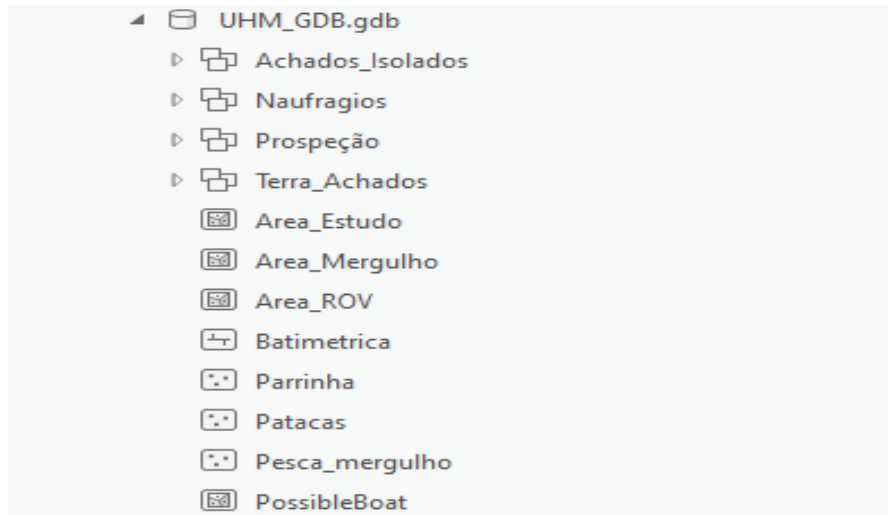 UHM_GDB.gdb
Achados_Isolados
Naufragios
Prospeção
Terra_Achados
Area_Estudo
Area_Mergulho
Area_ROV
Batimetrica
Parrinha
Patacas
Pesca_mergulho
PossibleBoat